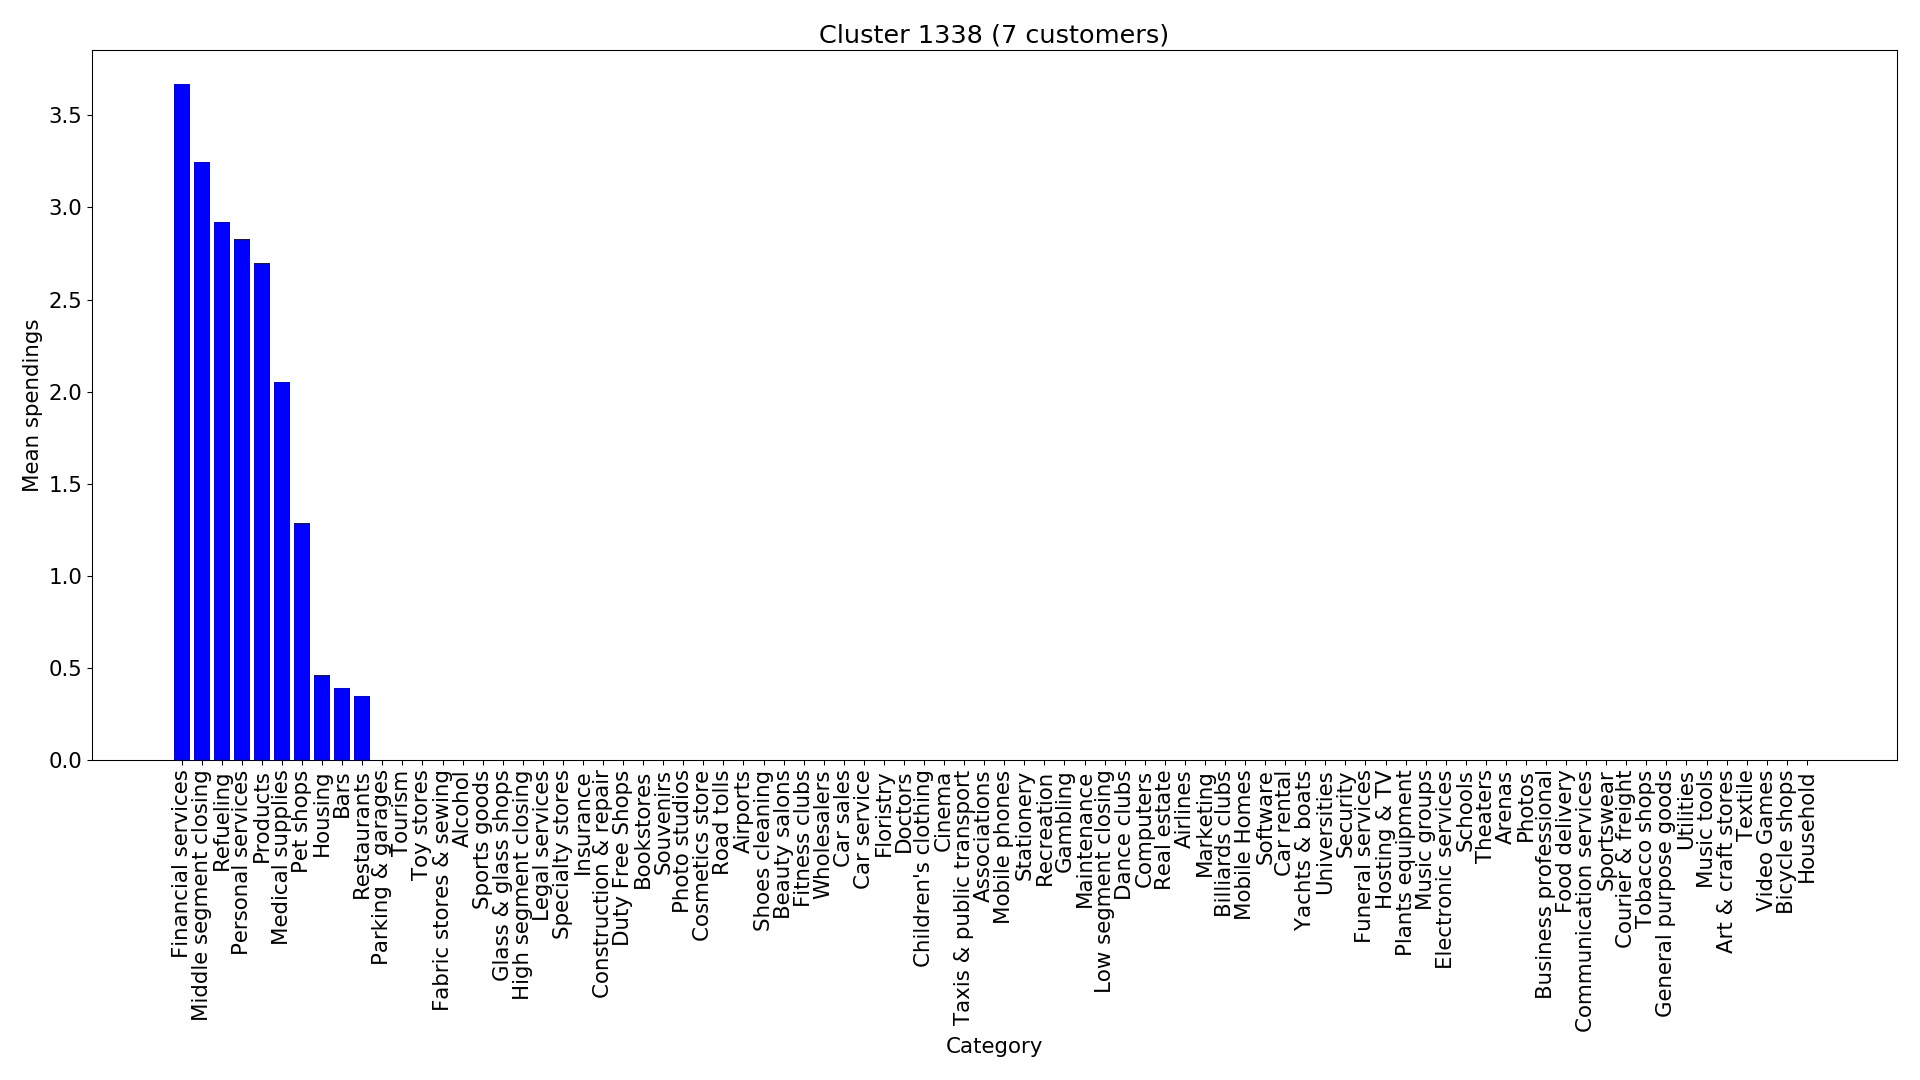 Cluster 1338 (7 customers)
Mean spendings
3.5
3.0
2.5
2.0
1.5
1.0
0.5
0.0
Financial services
Middle segment closing
Refueling
Personal services
Products
Medical supplies
Pet shops
Housing
Bars
Restaurants
Parking & garages
Tourism
Toy stores
Fabric stores & sewing
Alcohol
Sports goods
Glass & glass shops
High segment closing
Legal services
Specialty stores
Insurance
Construction & repair
Duty Free Shops
Bookstores
Souvenirs
Photo studios
Cosmetics store
Road tolls
Airports
Shoes cleaning
Beauty salons
Fitness clubs
Wholesalers
Car sales
Car service
Floristry
Doctors
Children's clothing
Cinema
Taxis & public transport
Associations
Mobile phones
Stationery
Recreation
Gambling
Maintenance
Low segment closing
Dance clubs
Computers
Real estate
Airlines
Marketing
Billiards clubs
Mobile Homes
Software
Car rental
Yachts & boats
Universities
Security
Funeral services
Hosting & TV
Plants equipment
Music groups
Electronic services
Schools
Theaters
Arenas
Photos
Business professional
Food delivery
Communication services
Sportswear
Courier & freight
Tobacco shops
General purpose goods
Utilities
Music tools
Art & craft stores
Textile
Video Games
Bicycle shops
Household
Category